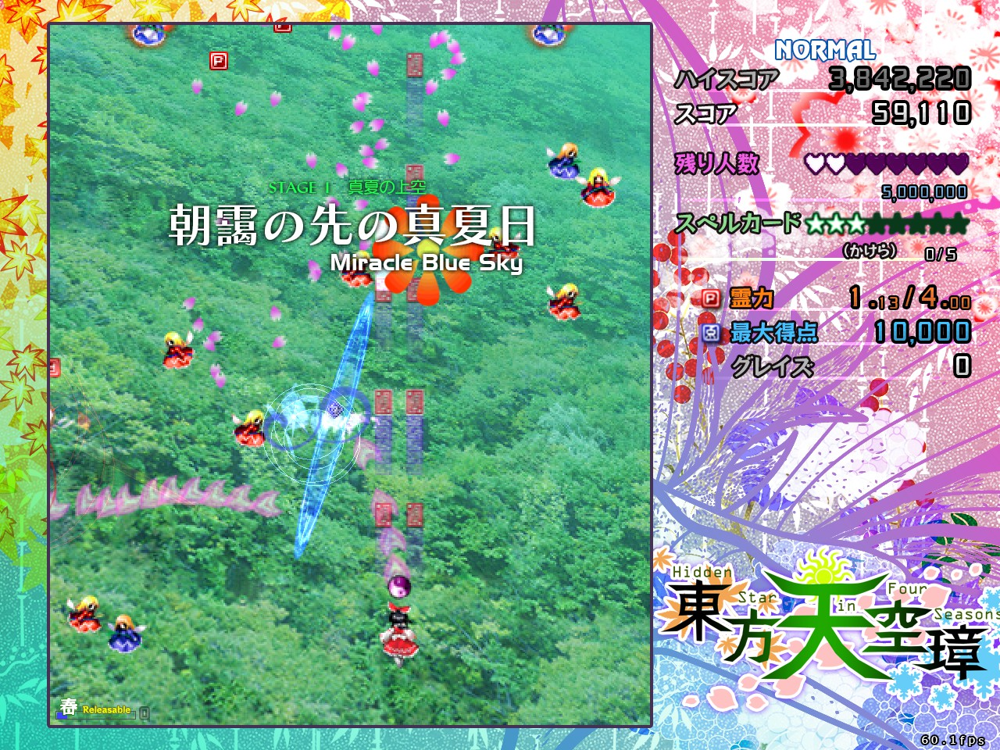 STAGE 1 真夏の上空
朝靄の先の真夏日
Miracle Blue Sky
P
P
春 Releasable 0
NORMAL
ハイスコア 3,842,220
スコア 59,110
残り人数
5,000,000
スペルカード
(かけら) 0/5
P 霊力 1.13/4.00
点 最大得点 10,000
グレイズ 0
Hidden Star in Four Seasons
東方天空璋
60.1fps